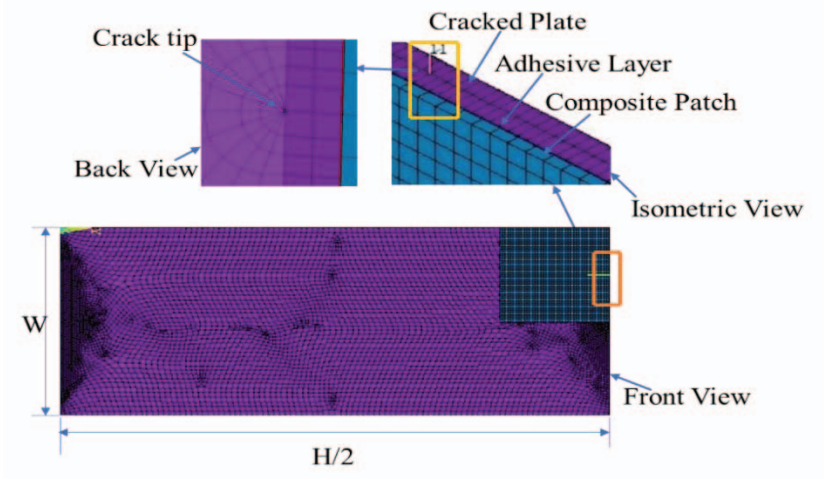 Cracked Plate
Crack tip
Adhesive Layer
Composite Patch
Back View
Isometric View
W
Front View
H/2